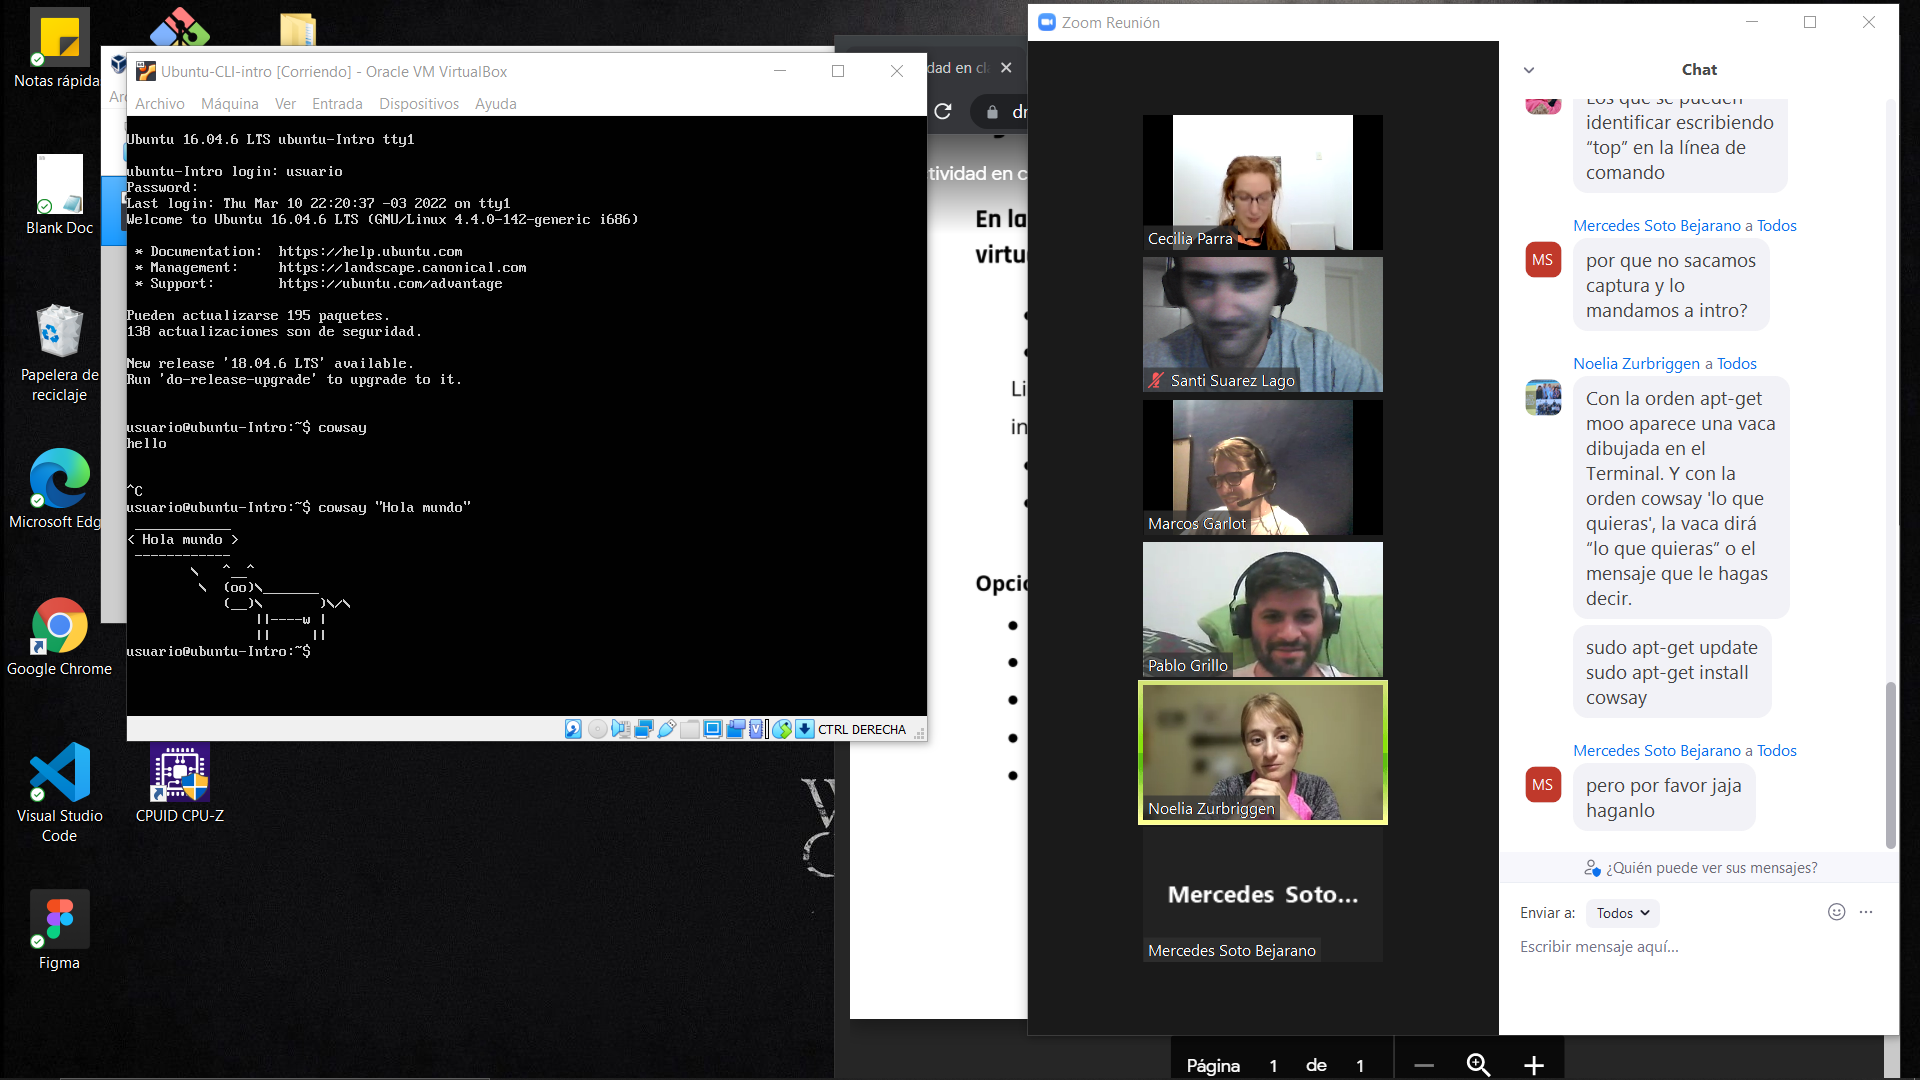 Notas rápida
Blank Doc
Papelera de
reciclaje
Microsoft Edg
Google Chrome
Visual Studio
Code
CPUID CPU-Z
Figma
Ubuntu-CLI-intro [Corriendo] - Oracle VM VirtualBox
Archivo Máquina Ver Entrada Dispositivos Ayuda
Ubuntu 16.04.6 LTS ubuntu-Intro tty1
ubuntu-Intro login: usuario
Password:
Last login: Thu Mar 10 22:20:37 -03 2022 on tty1
Welcome to Ubuntu 16.04.6 LTS (GNU/Linux 4.4.0-142-generic i686)
* Documentation: https://help.ubuntu.com
* Management: https://landscape.canonical.com
* Support: https://ubuntu.com/advantage
Pueden actualizarse 195 paquetes.
138 actualizaciones son de seguridad.
New release '18.04.6 LTS' available.
Run 'do-release-upgrade' to upgrade to it.
usuario@ubuntu-Intro:~$ cowsay
hello
^C
usuario@ubuntu-Intro:~$ cowsay "Hola mundo"
 ____________
< Hola mundo >
 ------------
        \   ^__^
         \  (oo)\_______
            (__)\       )\/\
                ||----w |
                ||     ||
usuario@ubuntu-Intro:~$
CTRL DERECHA
dad en cl
dr
tividad en c
En la
virtu
Li
in
Opcio
Página 1 de 1
Zoom Reunión
Cecilia Parra
Santi Suarez Lago
Marcos Garlot
Pablo Grillo
Noelia Zurbriggen
Mercedes Soto...
Mercedes Soto Bejarano
Chat
Los que se pueden
identificar escribiendo
“top” en la línea de
comando
Mercedes Soto Bejarano a Todos
MS
por que no sacamos
captura y lo
mandamos a intro?
Noelia Zurbriggen a Todos
Con la orden apt-get
moo aparece una vaca
dibujada en el
Terminal. Y con la
orden cowsay 'lo que
quieras', la vaca dirá
“lo que quieras” o el
mensaje que le hagas
decir.
sudo apt-get update
sudo apt-get install
cowsay
Mercedes Soto Bejarano a Todos
MS
pero por favor jaja
haganlo
¿Quién puede ver sus mensajes?
Enviar a: Todos
Escribir mensaje aquí...